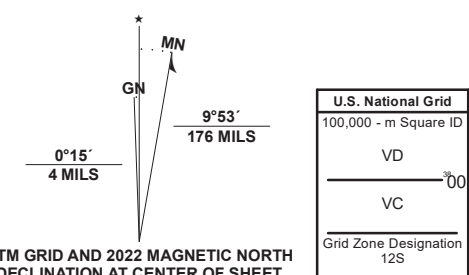 ★
MN
GN
9°53´
176 MILS
0°15´
4 MILS
TM GRID AND 2022 MAGNETIC NORTH
DECLINATION AT CENTER OF SHEET
U.S. National Grid
100,000 - m Square ID
VD
3800
VC
Grid Zone Designation
12S